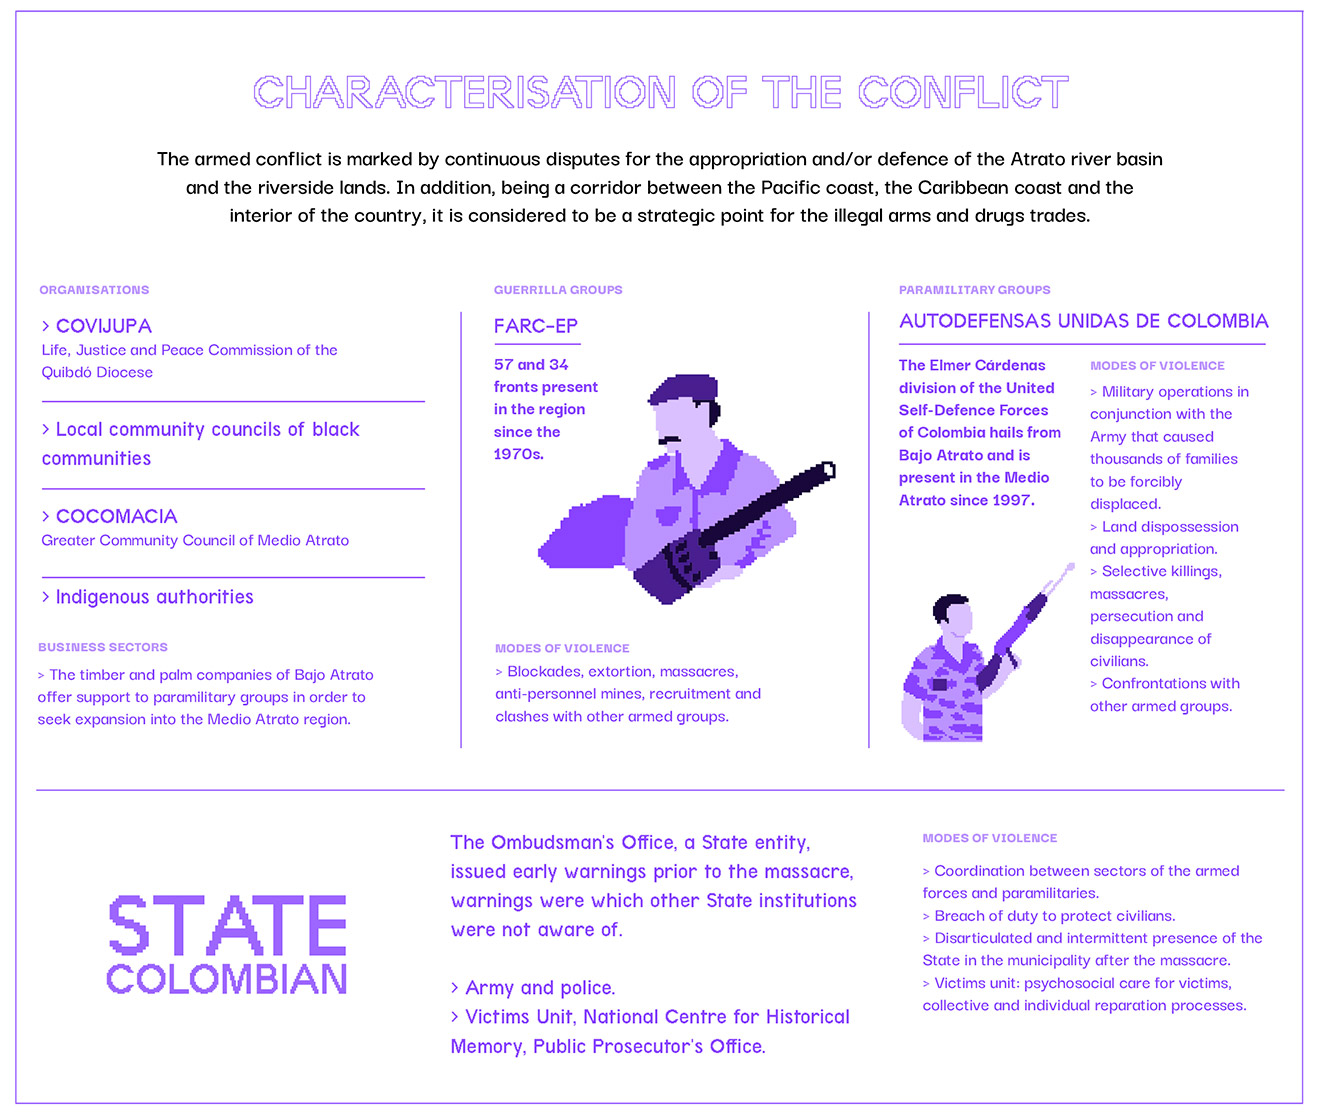 CHARACTERISATION OF THE CONFLICT
The armed conflict is marked by continuous disputes for the appropriation and/or defence of the Atrato river basin
and the riverside lands. In addition, being a corridor between the Pacific coast, the Caribbean coast and the
interior of the country, it is considered to be a strategic point for the illegal arms and drugs trades.
ORGANISATIONS
> COVIJUPA
Life, Justice and Peace Commission of the
Quibdó Diocese
> Local community councils of black
communities
> COCOMACIA
Greater Community Council of Medio Atrato
> Indigenous authorities
BUSINESS SECTORS
> The timber and palm companies of Bajo Atrato
offer support to paramilitary groups in order to
seek expansion into the Medio Atrato region.
GUERRILLA GROUPS
FARC-EP
57 and 34
fronts present
in the region
since the
1970s.
MODES OF VIOLENCE
> Blockades, extortion, massacres,
anti-personnel mines, recruitment and
clashes with other armed groups.
PARAMILITARY GROUPS
AUTODEFENSAS UNIDAS DE COLOMBIA
The Elmer Cárdenas
division of the United
Self-Defence Forces
of Colombia hails from
Bajo Atrato and is
present in the Medio
Atrato since 1997.
MODES OF VIOLENCE
> Military operations in
conjunction with the
Army that caused
thousands of families
to be forcibly
displaced.
> Land dispossession
and appropriation.
> Selective killings,
massacres,
persecution and
disappearance of
civilians.
> Confrontations with
other armed groups.
STATE
COLOMBIAN
The Ombudsman's Office, a State entity,
issued early warnings prior to the massacre,
warnings were which other State institutions
were not aware of.
> Army and police.
> Victims Unit, National Centre for Historical
Memory, Public Prosecutor's Office.
MODES OF VIOLENCE
> Coordination between sectors of the armed
forces and paramilitaries.
> Breach of duty to protect civilians.
> Disarticulated and intermittent presence of the
State in the municipality after the massacre.
> Victims unit: psychosocial care for victims,
collective and individual reparation processes.